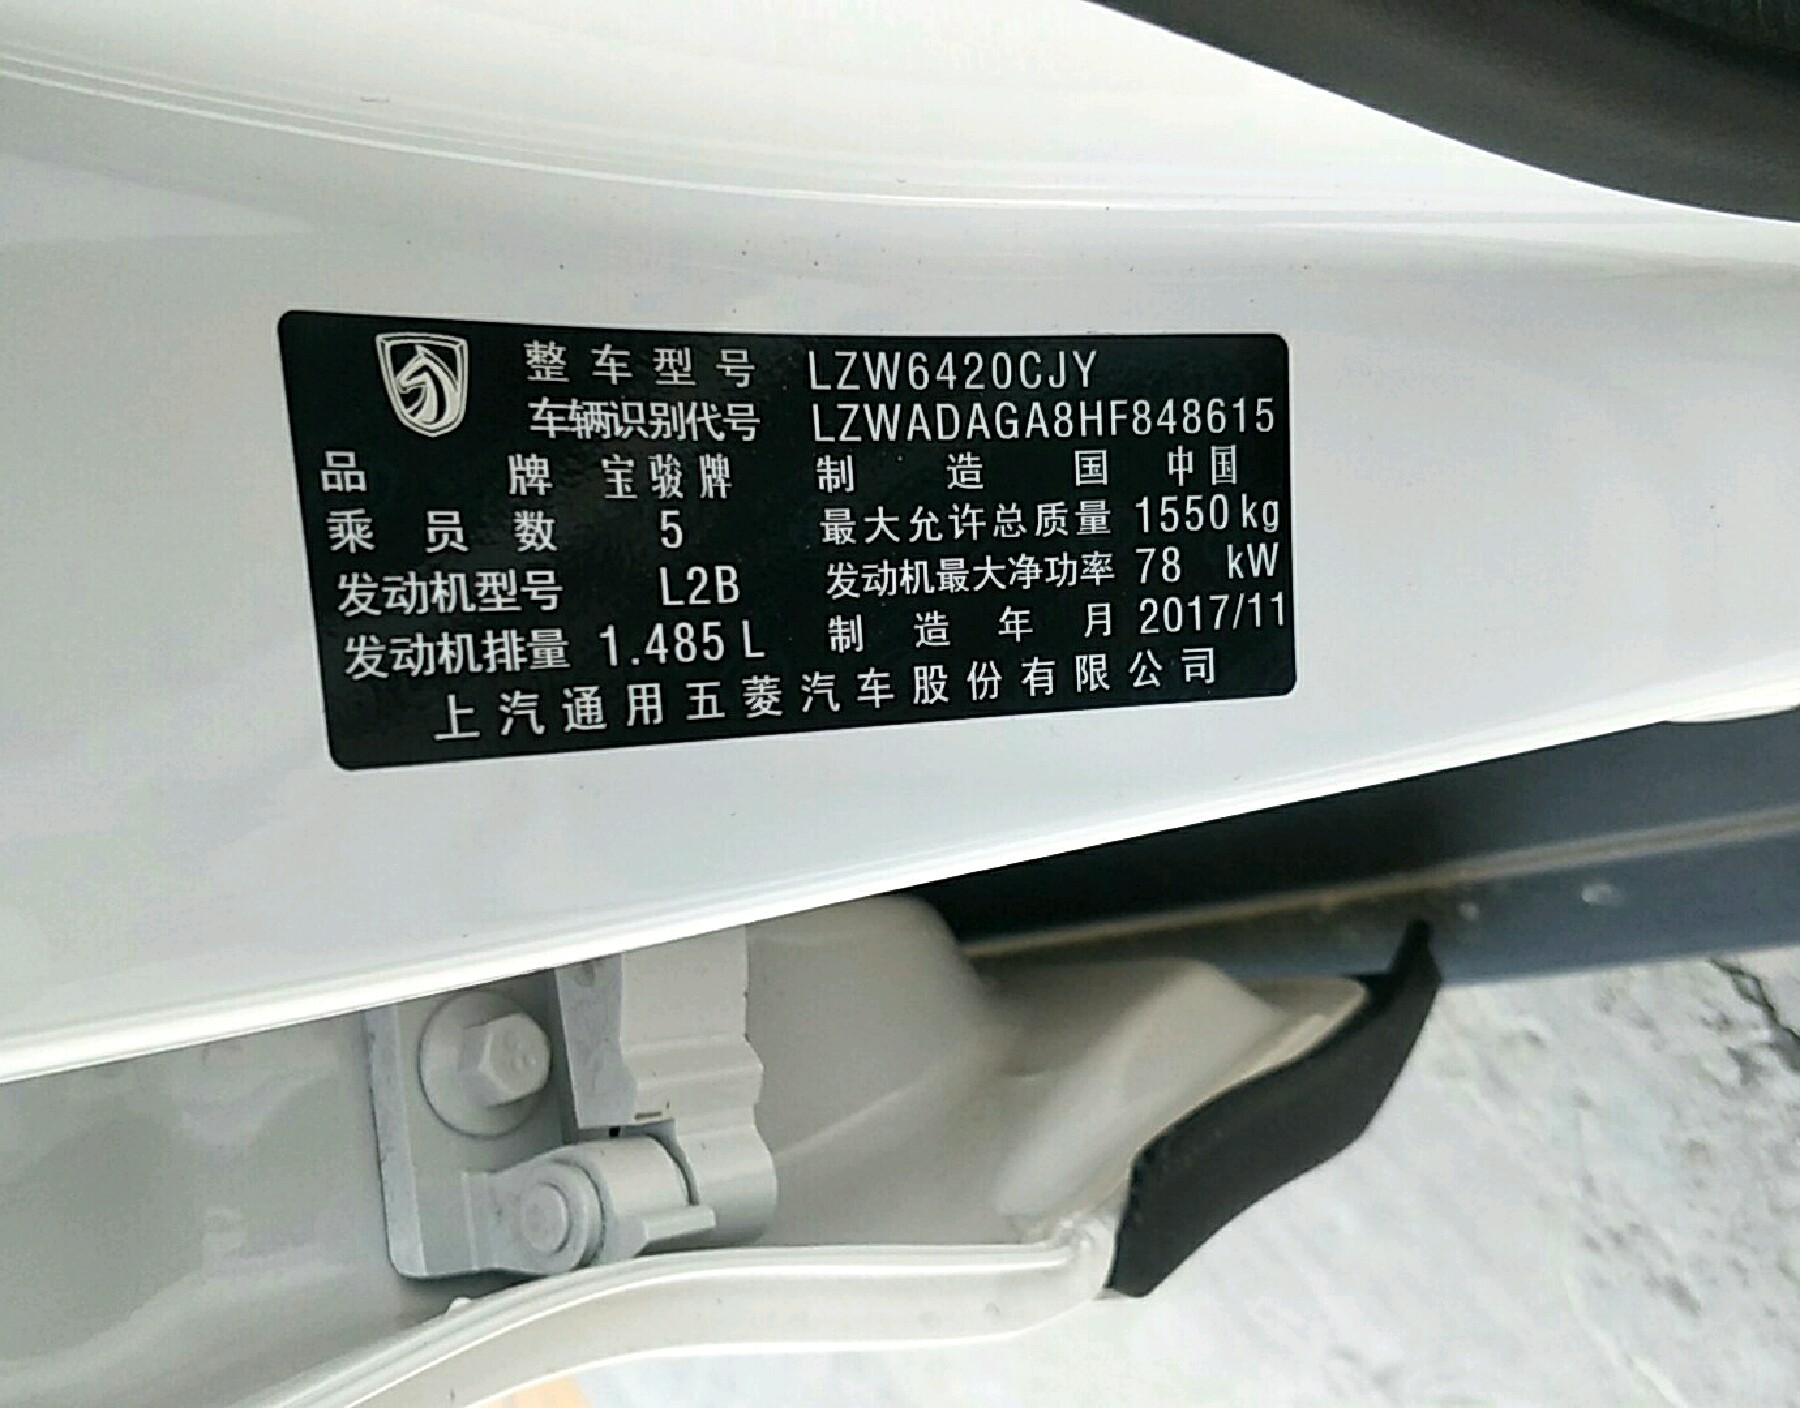 整车型号 LZW6420CJY
车辆识别代号 LZWADAGA8HF848615
品牌 宝骏牌 制造国 中国
乘员数 5 最大允许总质量 1550 kg
发动机型号 L2B 发动机最大净功率 78 kW
发动机排量 1.485 L 制造年月 2017/11
上汽通用五菱汽车股份有限公司